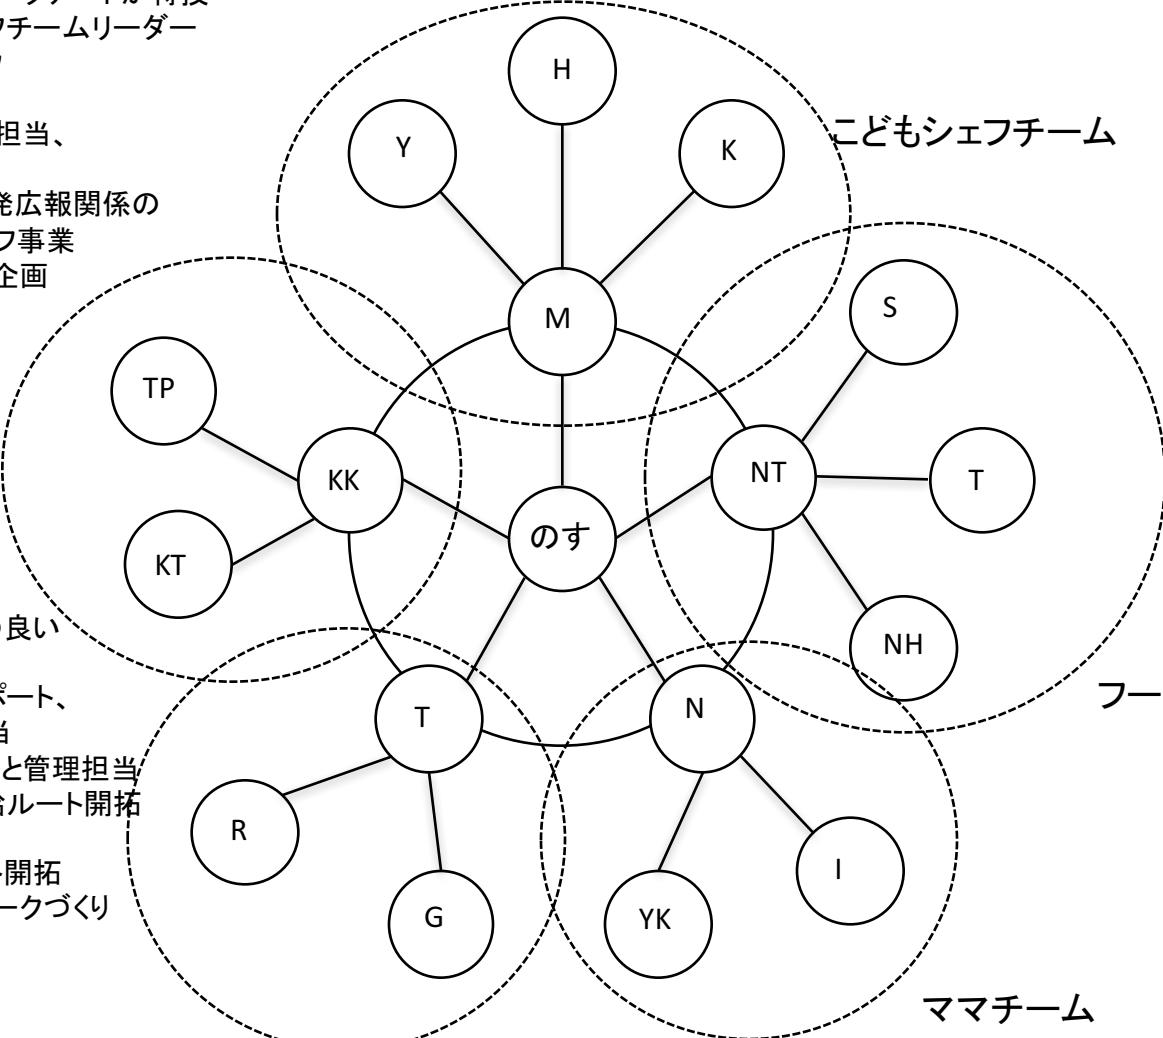 フチームリーダー
担当、
こどもシェフチーム
発広報関係の
フ事業
企画
H
Y
K
M
S
TP
KK
NT
T
のす
KT
良い
NH
ポート、
フー
当
T
N
と管理担当
ルート開拓
R
開拓
I
ークづくり
G
YK
ママチーム